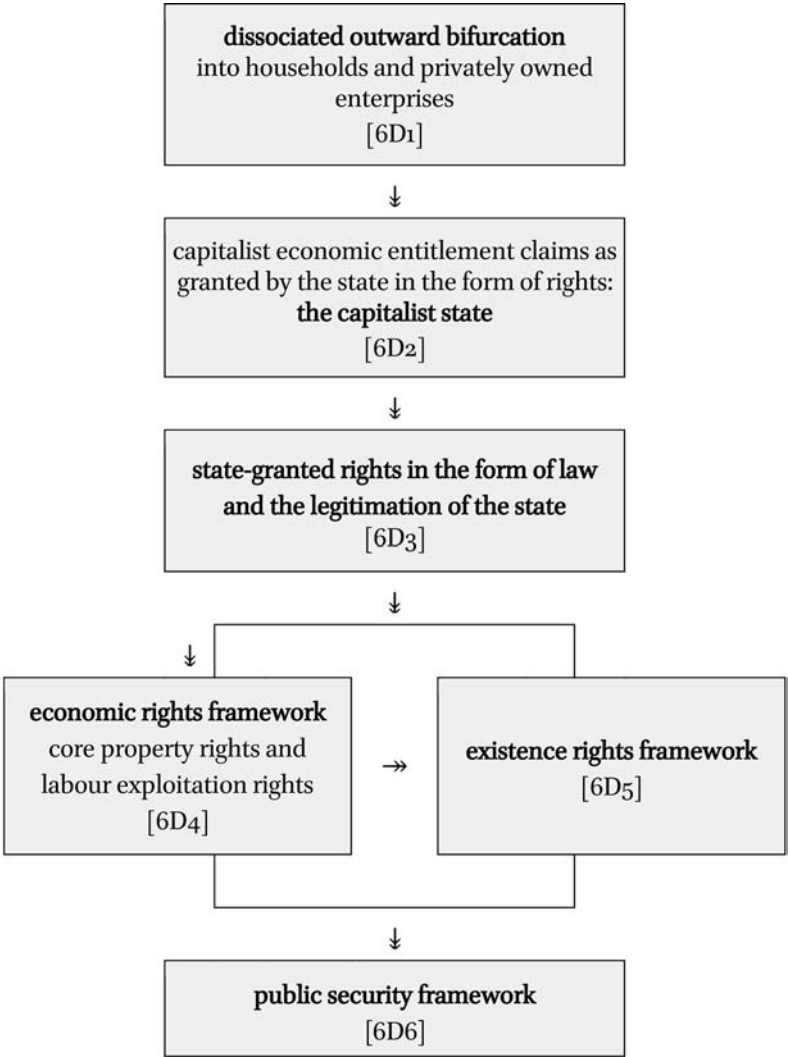 dissociated outward bifurcation
into households and privately owned
enterprises
[6D1]
↡
capitalist economic entitlement claims as
granted by the state in the form of rights:
the capitalist state
[6D2]
↡
state-granted rights in the form of law
and the legitimation of the state
[6D3]
↡
↡
economic rights framework
core property rights and
labour exploitation rights
[6D4]
↠
existence rights framework
[6D5]
↡
public security framework
[6D6]